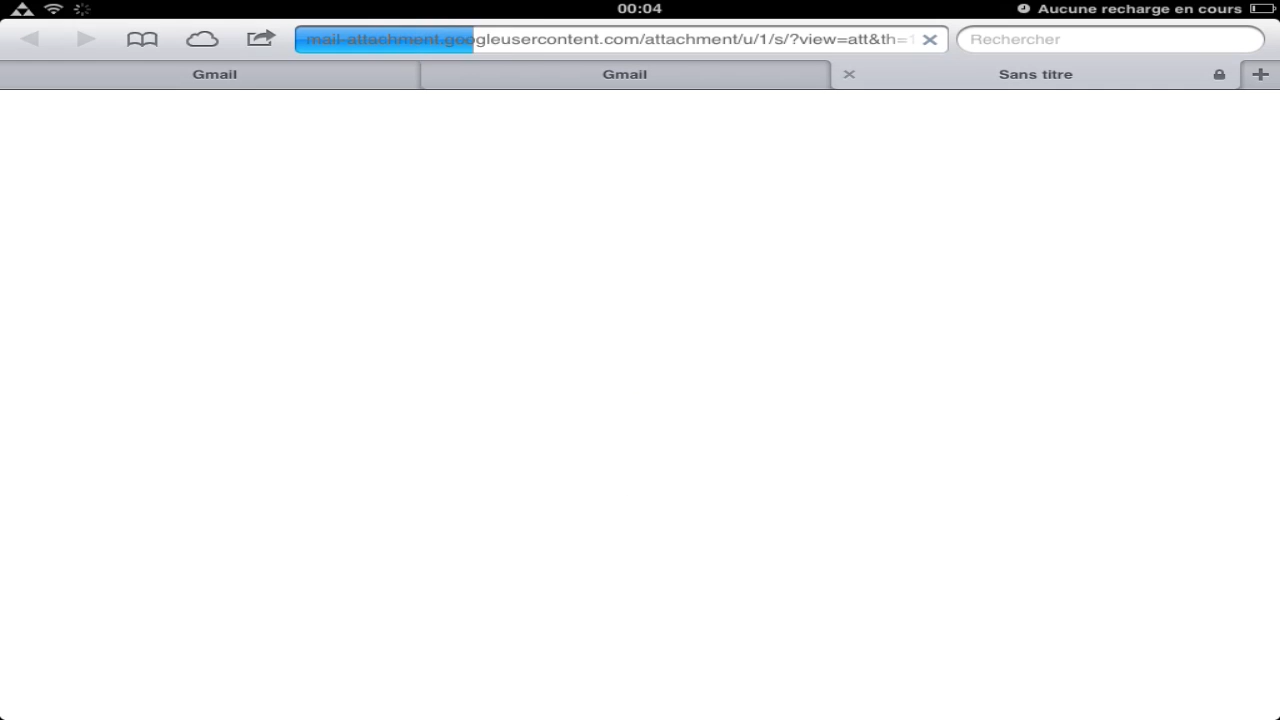 00:04
Aucune recharge en cours
mail-attachment.googleusercontent.com/attachment/u/1/s/?view=att&th=1
Rechercher
Gmail
Gmail
Sans titre